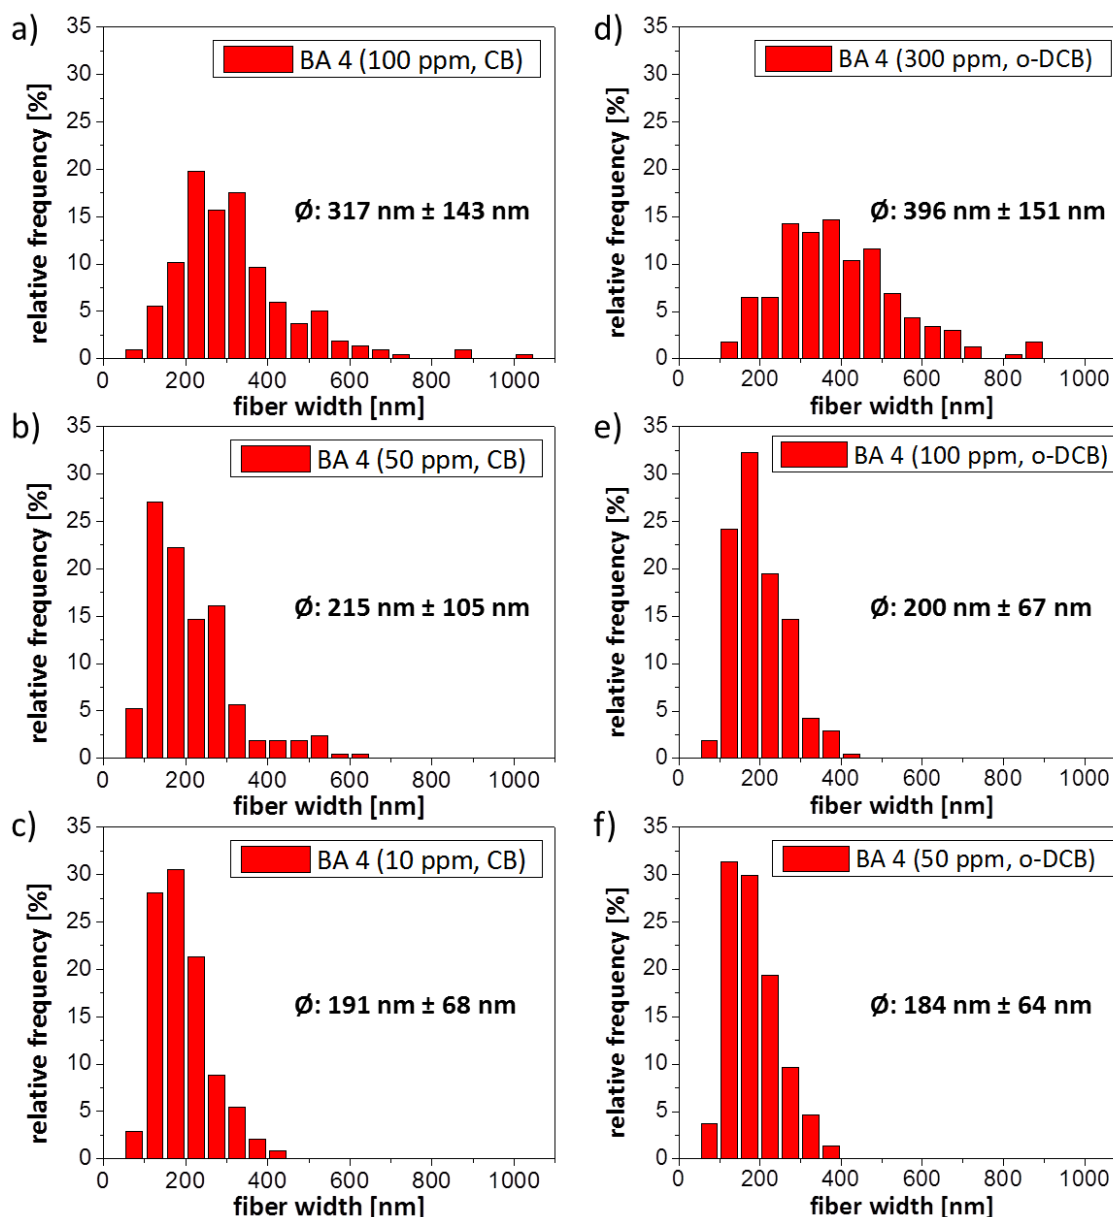 a)
35
30
25
20
15
10
5
0
relative frequency [%]
BA 4 (100 ppm, CB)
Ø: 317 nm ± 143 nm
0 200 400 600 800 1000
fiber width [nm]
b)
35
30
25
20
15
10
5
0
relative frequency [%]
BA 4 (50 ppm, CB)
Ø: 215 nm ± 105 nm
0 200 400 600 800 1000
fiber width [nm]
c)
35
30
25
20
15
10
5
0
relative frequency [%]
BA 4 (10 ppm, CB)
Ø: 191 nm ± 68 nm
0 200 400 600 800 1000
fiber width [nm]
d)
35
30
25
20
15
10
5
0
relative frequency [%]
BA 4 (300 ppm, o-DCB)
Ø: 396 nm ± 151 nm
0 200 400 600 800 1000
fiber width [nm]
e)
35
30
25
20
15
10
5
0
relative frequency [%]
BA 4 (100 ppm, o-DCB)
Ø: 200 nm ± 67 nm
0 200 400 600 800 1000
fiber width [nm]
f)
35
30
25
20
15
10
5
0
relative frequency [%]
BA 4 (50 ppm, o-DCB)
Ø: 184 nm ± 64 nm
0 200 400 600 800 1000
fiber width [nm]